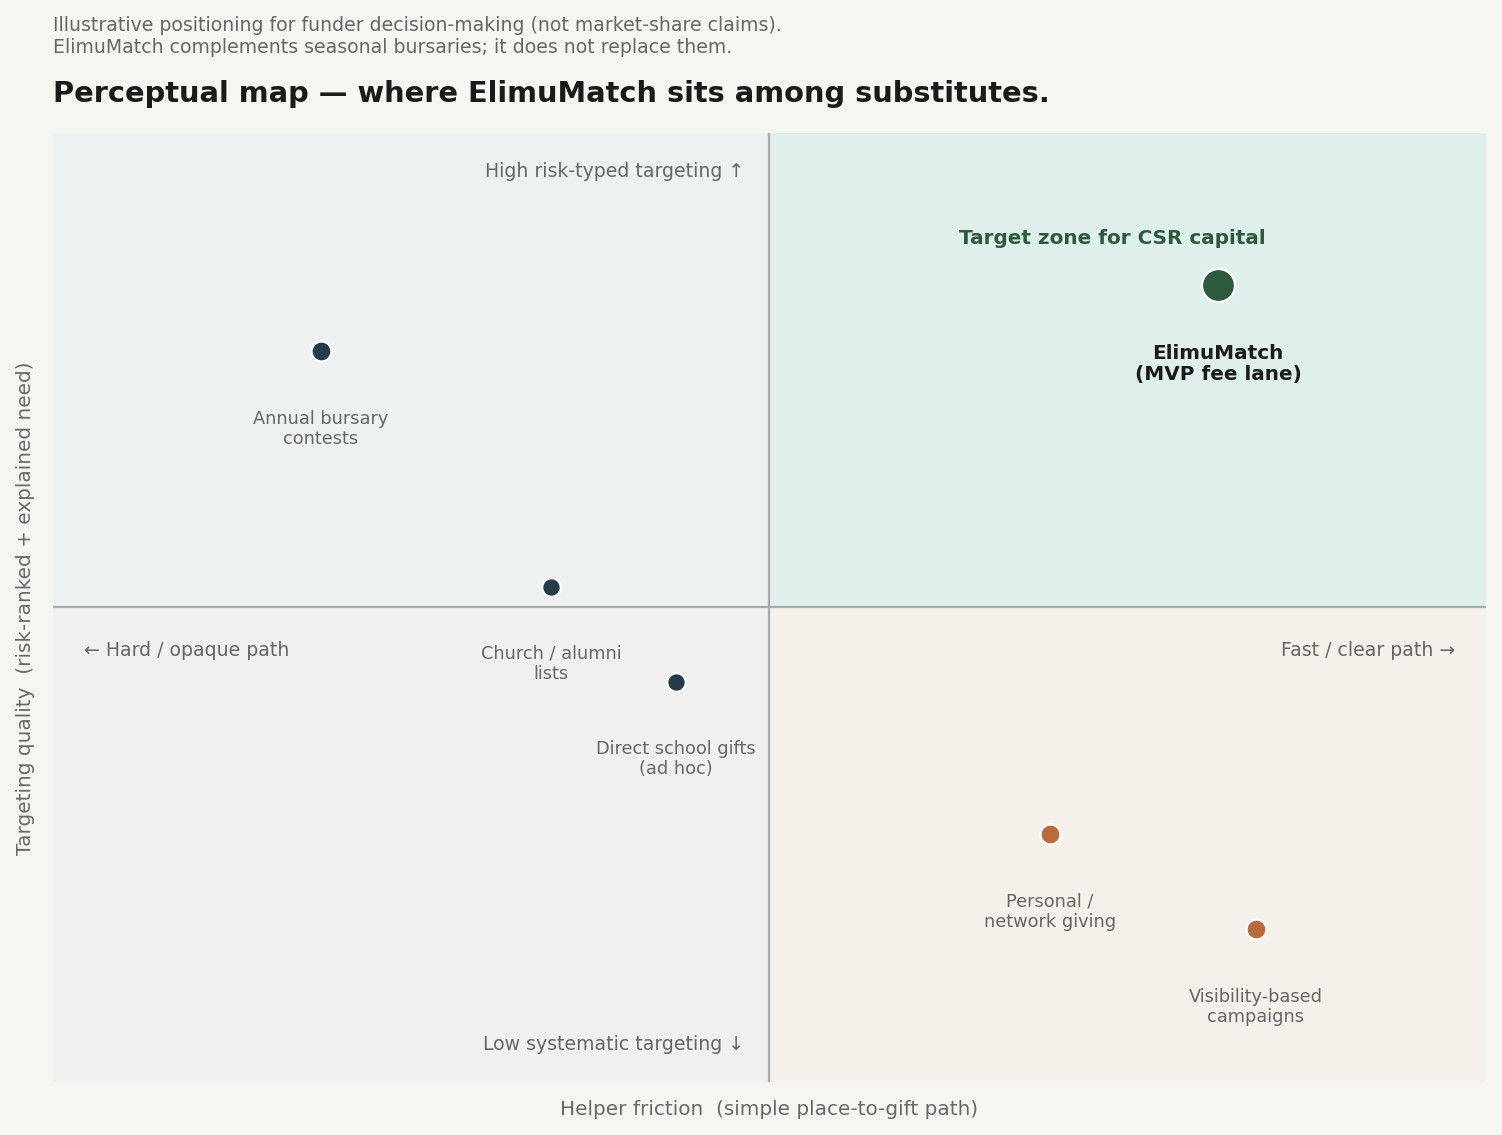 Illustrative positioning for funder decision-making (not market-share claims).
ElimuMatch complements seasonal bursaries; it does not replace them.
Perceptual map — where ElimuMatch sits among substitutes.
High risk-typed targeting ↑
Target zone for CSR capital
ElimuMatch
(MVP fee lane)
Annual bursary
contests
Targeting quality  (risk-ranked + explained need)
← Hard / opaque path
Fast / clear path →
Church / alumni
lists
Direct school gifts
(ad hoc)
Personal /
network giving
Visibility-based
campaigns
Low systematic targeting ↓
Helper friction  (simple place-to-gift path)